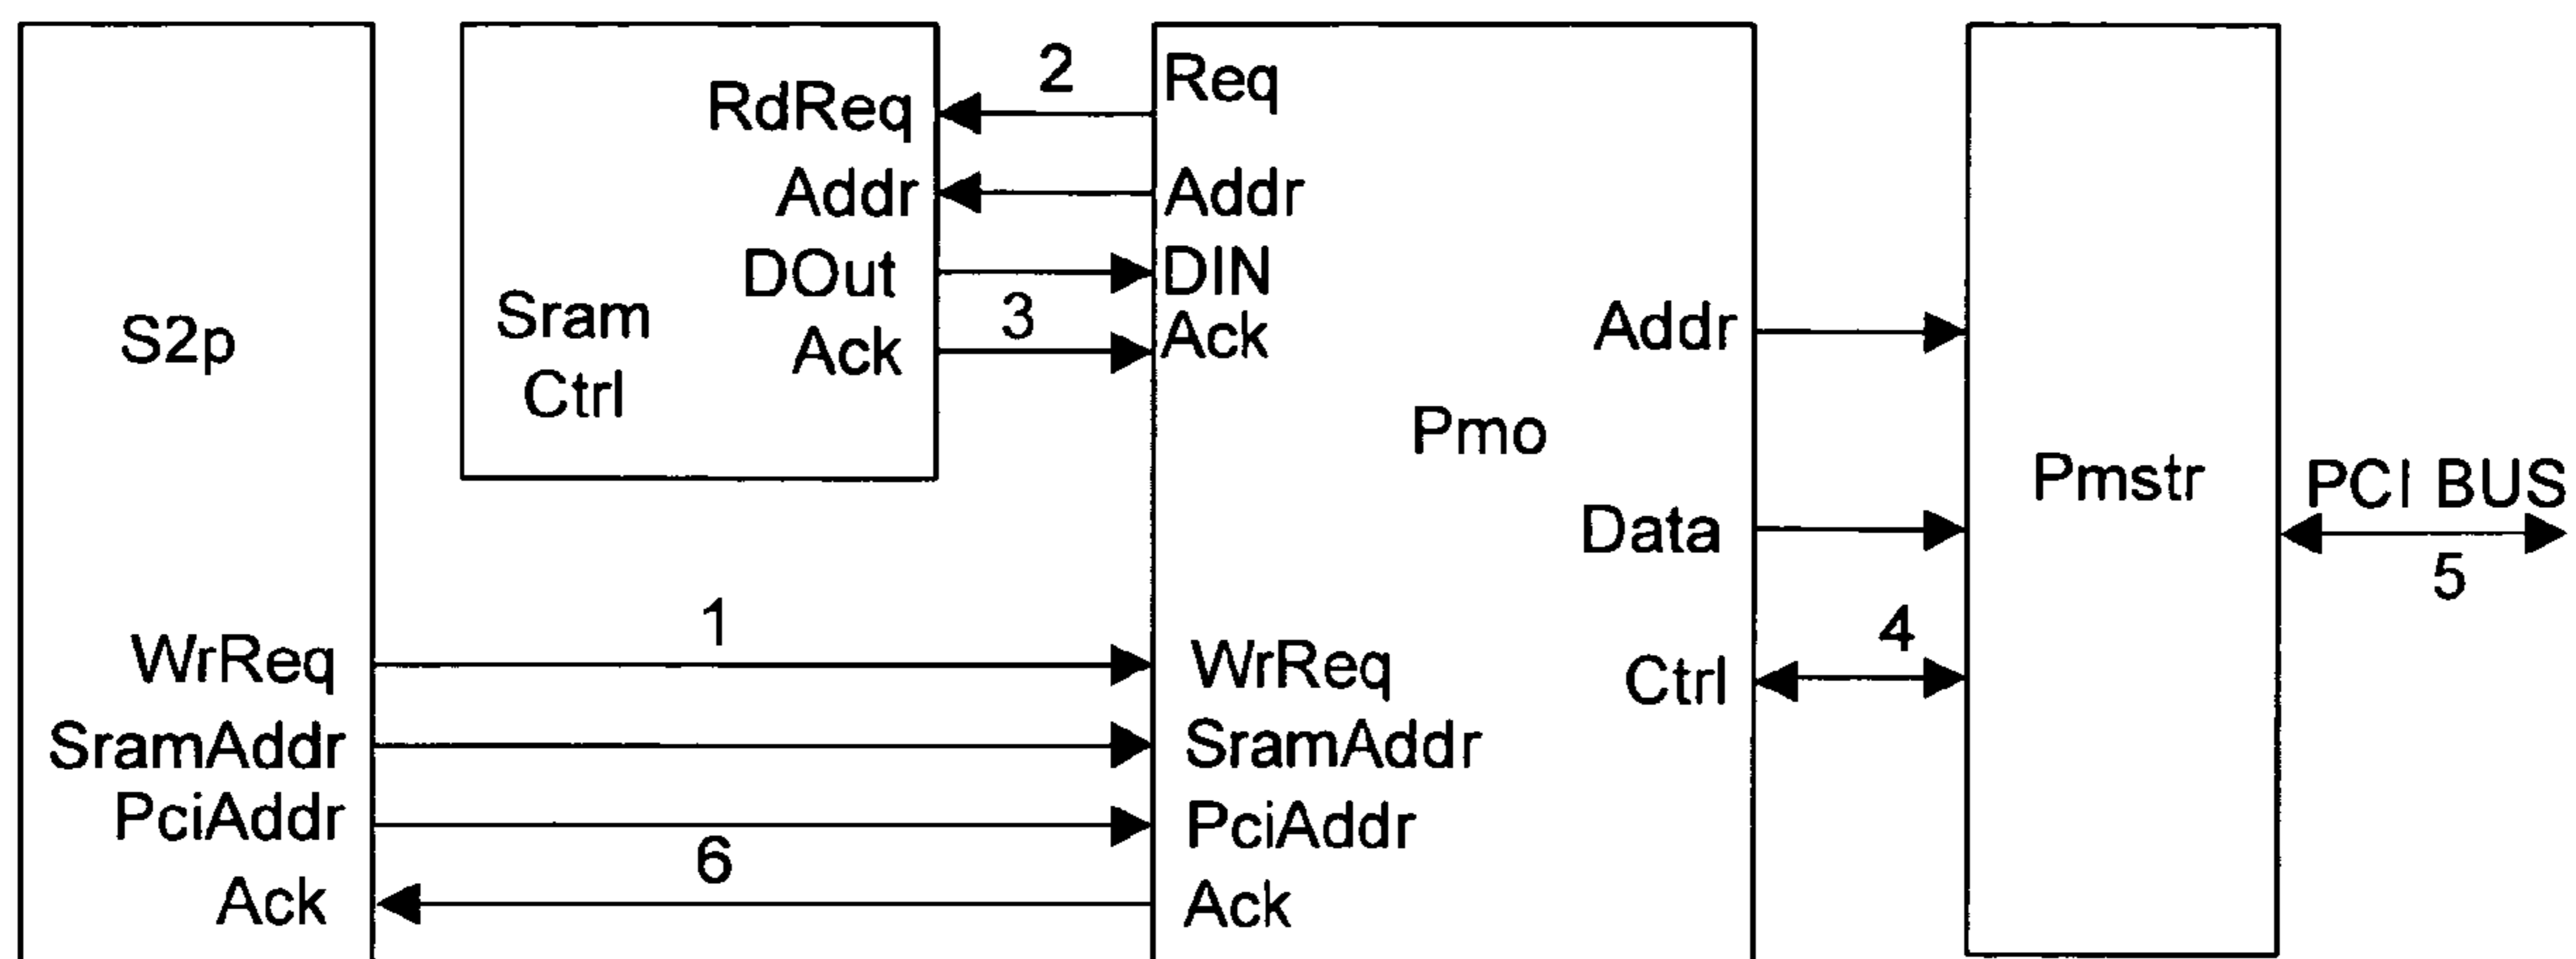 S2p
WrReq
SramAddr
PciAddr
Ack
RdReq
Addr
DOut
Ack
Sram
Ctrl
2
3
1
6
Req
Addr
DIN
Ack
WrReq
SramAddr
PciAddr
Ack
Pmo
Addr
Data
Ctrl
4
Pmstr
PCI BUS
5